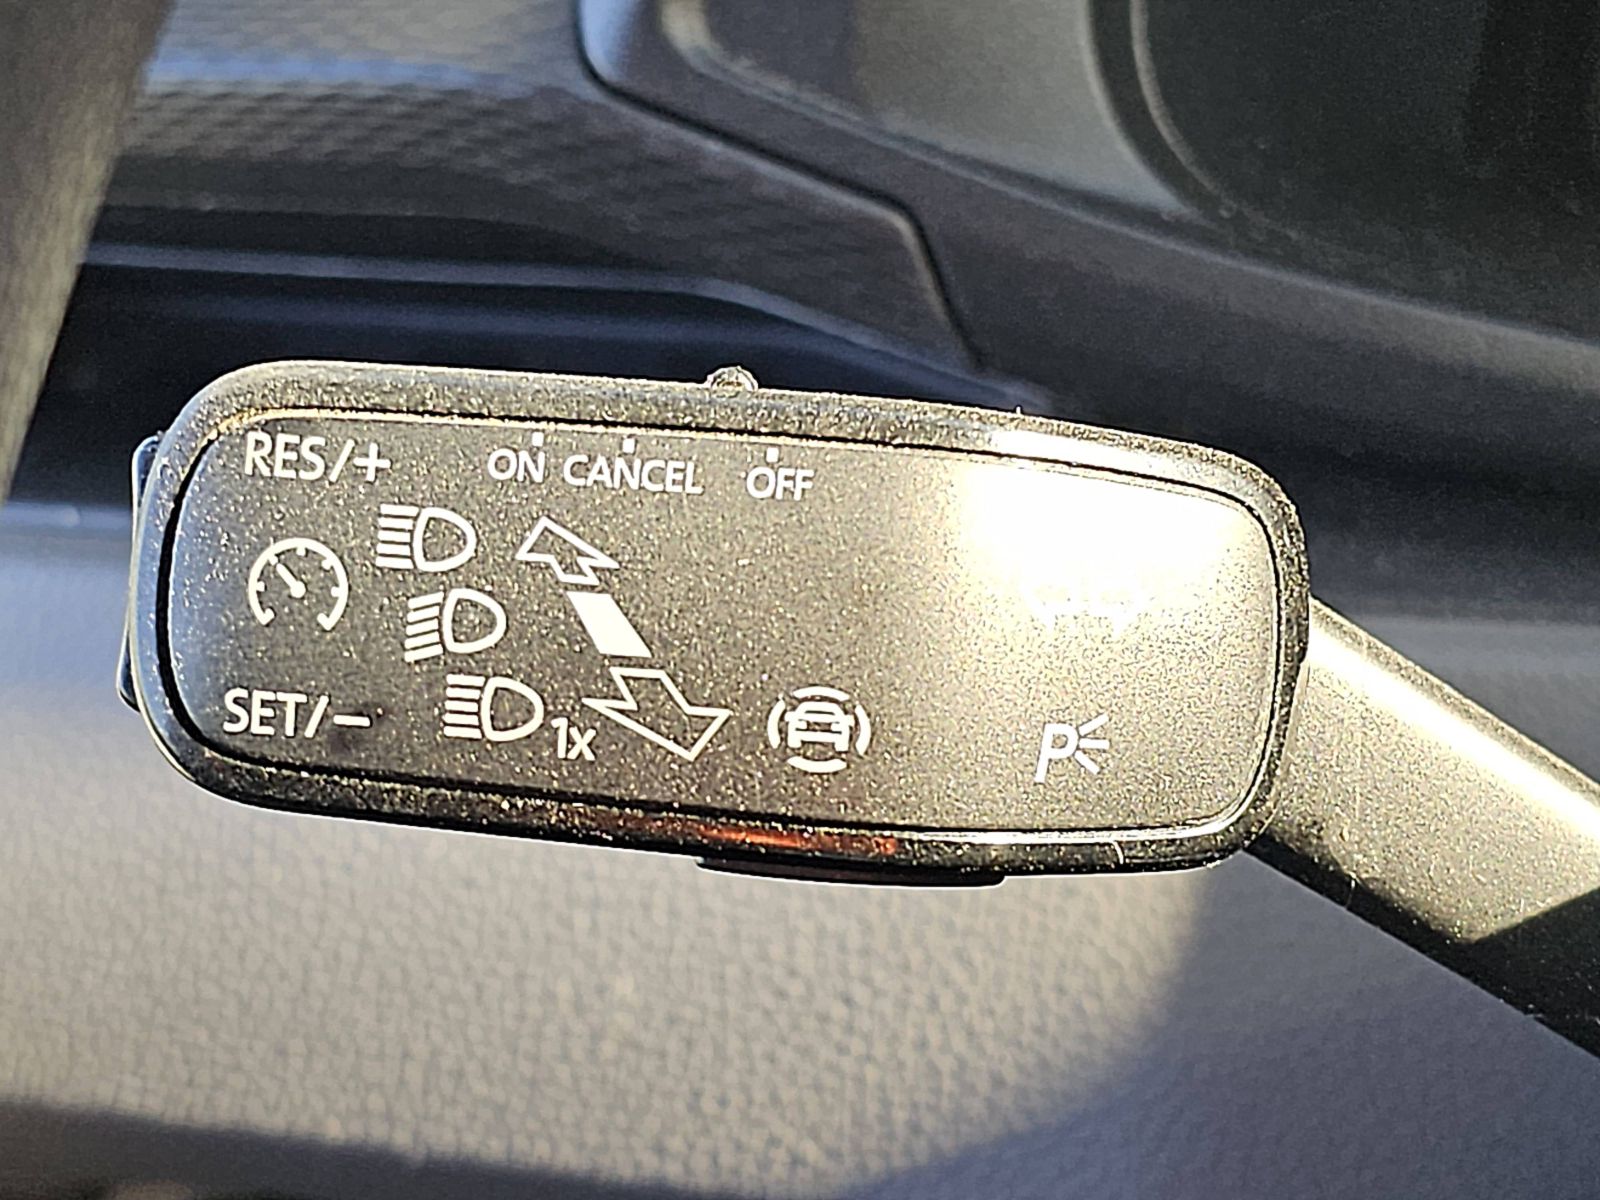 RES/+ ON CANCEL OFF
SET/− 1x P